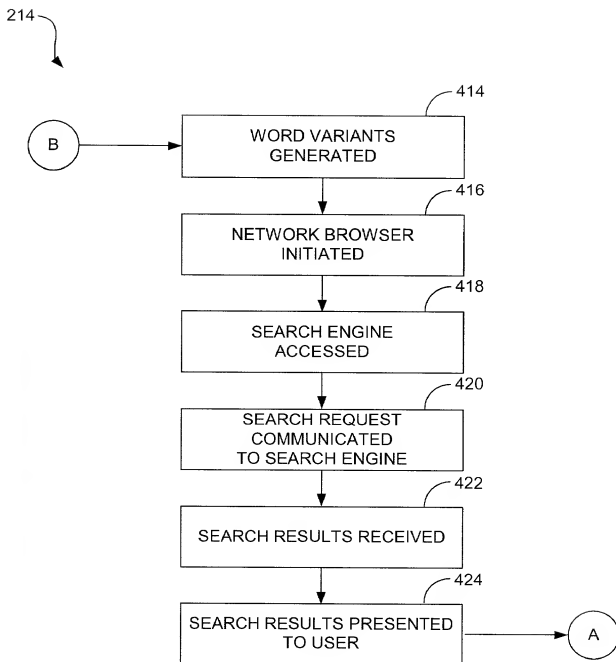 214
414
B
WORD VARIANTS
GENERATED
416
NETWORK BROWSER
INITIATED
418
SEARCH ENGINE
ACCESSED
420
SEARCH REQUEST
COMMUNICATED
TO SEARCH ENGINE
422
SEARCH RESULTS RECEIVED
424
SEARCH RESULTS PRESENTED
TO USER
A